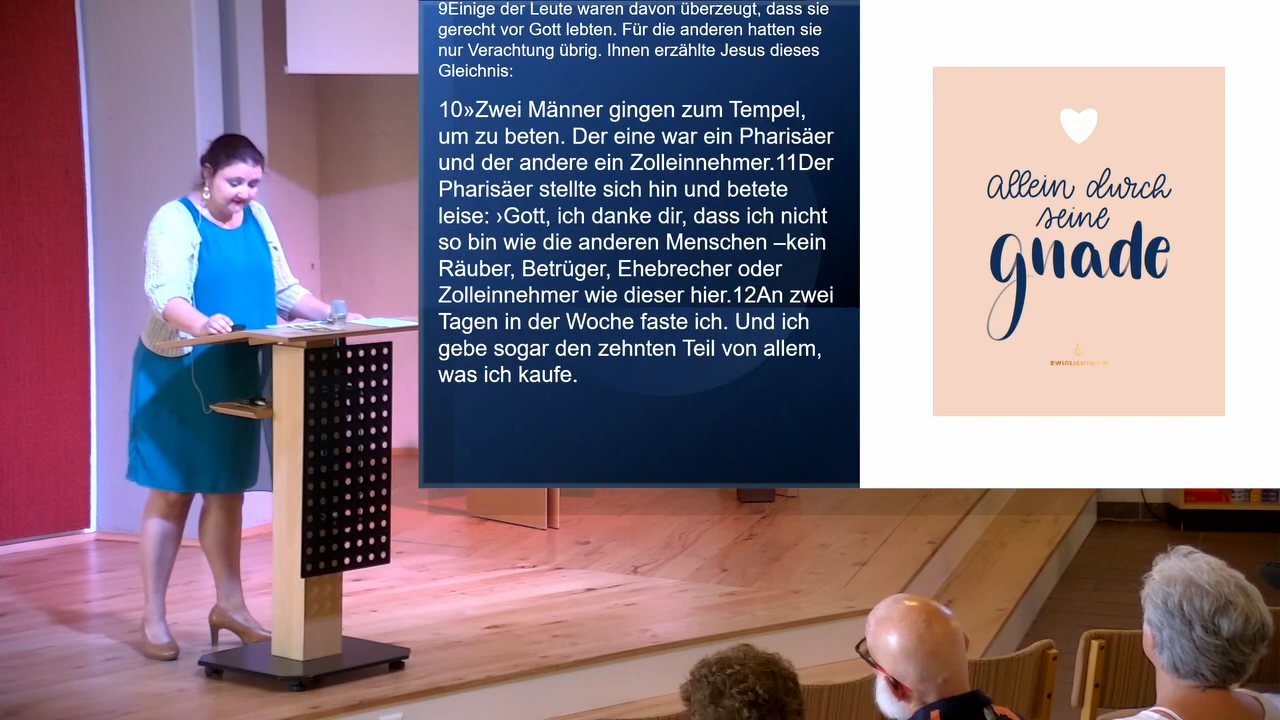 9Einige der Leute waren davon überzeugt, dass sie
gerecht vor Gott lebten. Für die anderen hatten sie
nur Verachtung übrig. Ihnen erzählte Jesus dieses
Gleichnis:
10»Zwei Männer gingen zum Tempel,
um zu beten. Der eine war ein Pharisäer
und der andere ein Zolleinnehmer.11Der
Pharisäer stellte sich hin und betete
leise: ›Gott, ich danke dir, dass ich nicht
so bin wie die anderen Menschen –kein
Räuber, Betrüger, Ehebrecher oder
Zolleinnehmer wie dieser hier.12An zwei
Tagen in der Woche faste ich. Und ich
gebe sogar den zehnten Teil von allem,
was ich kaufe.
allein durch
seine
gnade